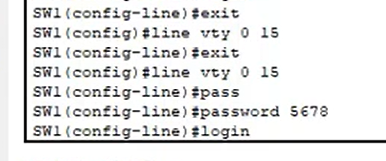 SW1(config-line)#exit
SW1(config)#line vty 0 15
SW1(config-line)#exit
SW1(config)#line vty 0 15
SW1(config-line)#pass
SW1(config-line)#password 5678
SW1(config-line)#login